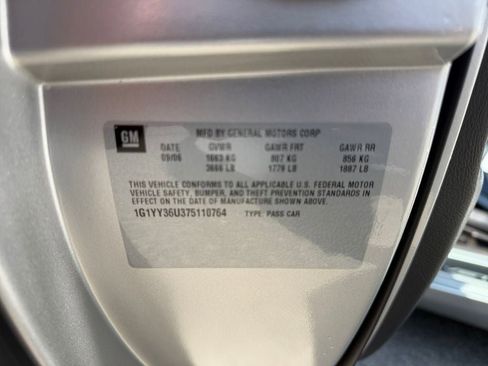 GM
MFD BY GENERAL MOTORS CORP
DATE GVWR GAWR FRT GAWR RR
09/06 1663 KG 807 KG 856 KG
3666 LB 1779 LB 1887 LB
THIS VEHICLE CONFORMS TO ALL APPLICABLE U.S. FEDERAL MOTOR
VEHICLE SAFETY, BUMPER, AND THEFT PREVENTION STANDARDS IN
EFFECT ON THE DATE OF MANUFACTURE SHOWN ABOVE.
1G1YY36U375110764 TYPE: PASS CAR